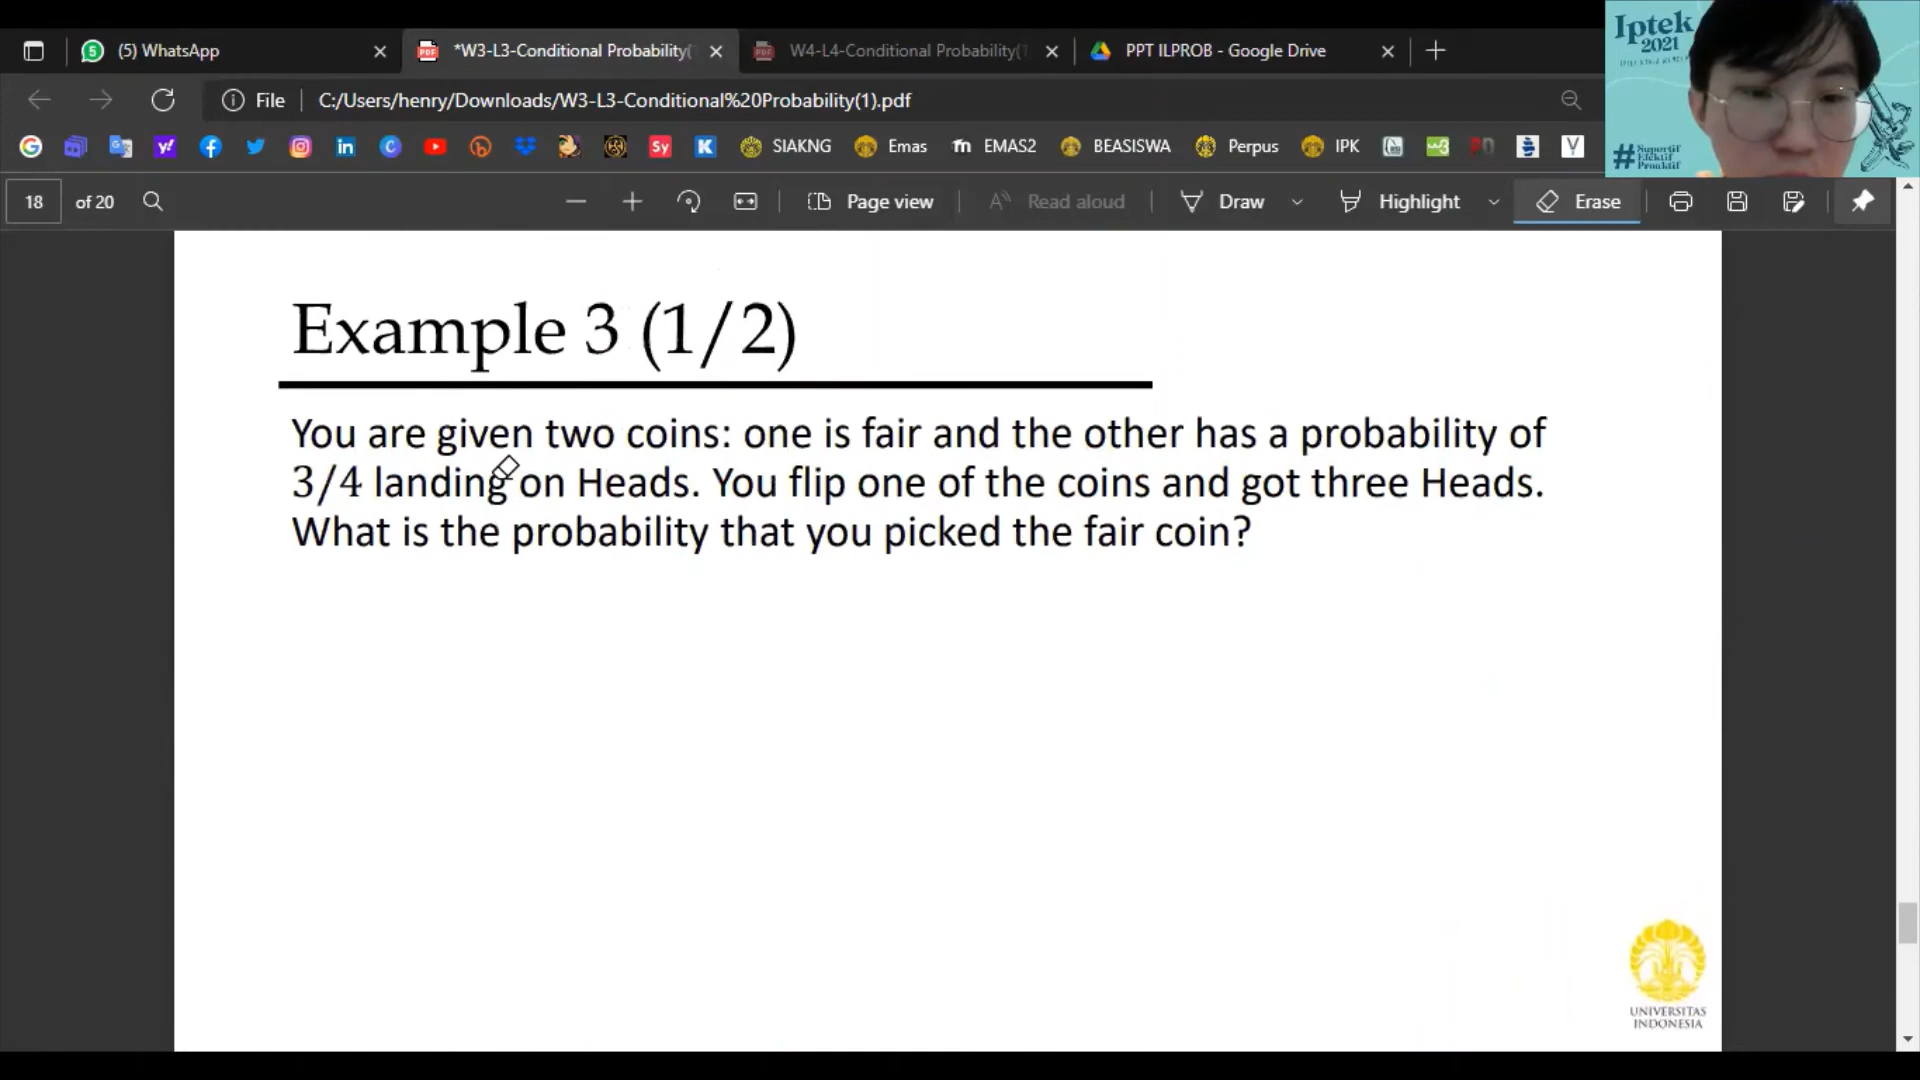 (5) WhatsApp
*W3-L3-Conditional Probability(
W4-L4-Conditional Probability(1
PPT ILPROB - Google Drive
File
C:/Users/henry/Downloads/W3-L3-Conditional%20Probability(1).pdf
SIAKNG
Emas
EMAS2
BEASISWA
Perpus
IPK
18 of 20
Page view
Read aloud
Draw
Highlight
Erase
Iptek
2021
#Suportif
Efektif
Proaktif
Example 3 (1/2)
You are given two coins: one is fair and the other has a probability of
3/4 landing on Heads. You flip one of the coins and got three Heads.
What is the probability that you picked the fair coin?
UNIVERSITAS
INDONESIA